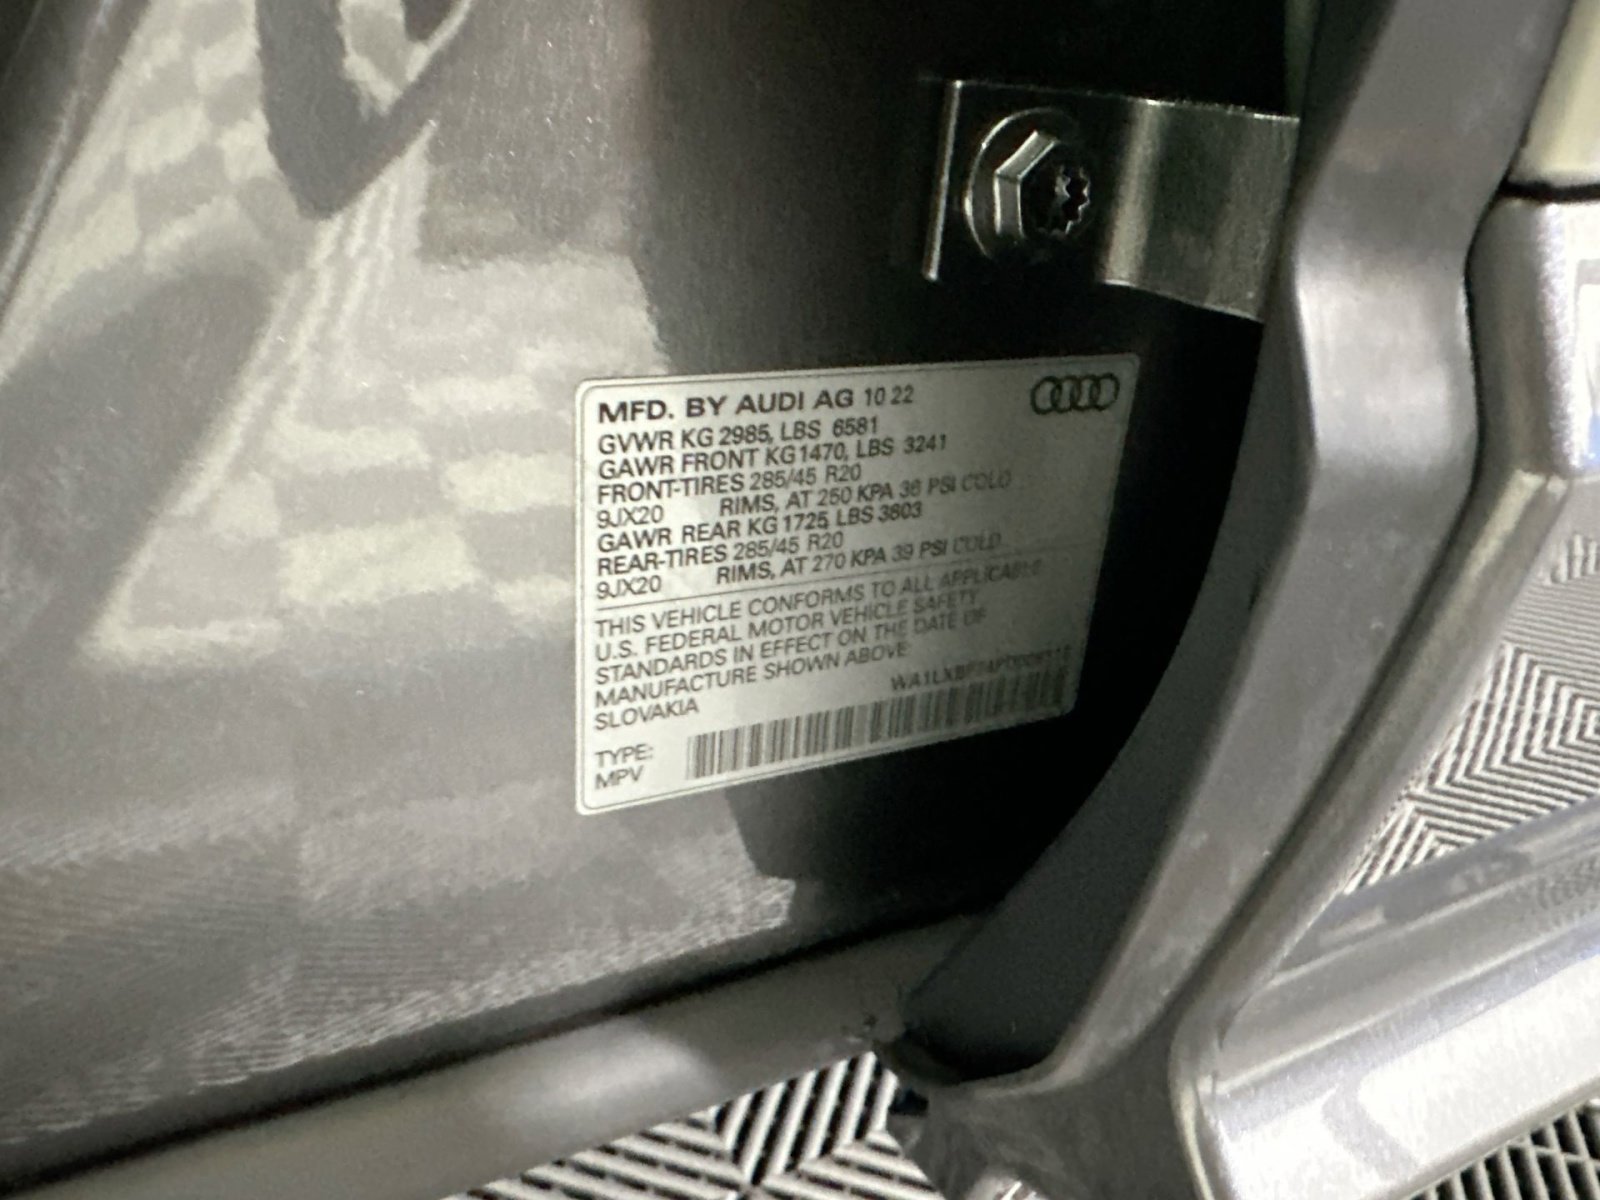 MFD. BY AUDI AG 10 22
GVWR KG 2985, LBS 6581
GAWR FRONT KG1470, LBS 3241
FRONT-TIRES 285/45 R20
9JX20 RIMS, AT 250 KPA 36 PSI COLD
GAWR REAR KG 1725, LBS 3803
REAR-TIRES 285/45 R20
9JX20 RIMS, AT 270 KPA 39 PSI COLD
THIS VEHICLE CONFORMS TO ALL APPLICABLE
U.S. FEDERAL MOTOR VEHICLE SAFETY
STANDARDS IN EFFECT ON THE DATE OF
MANUFACTURE SHOWN ABOVE
SLOVAKIA
TYPE:
MPV